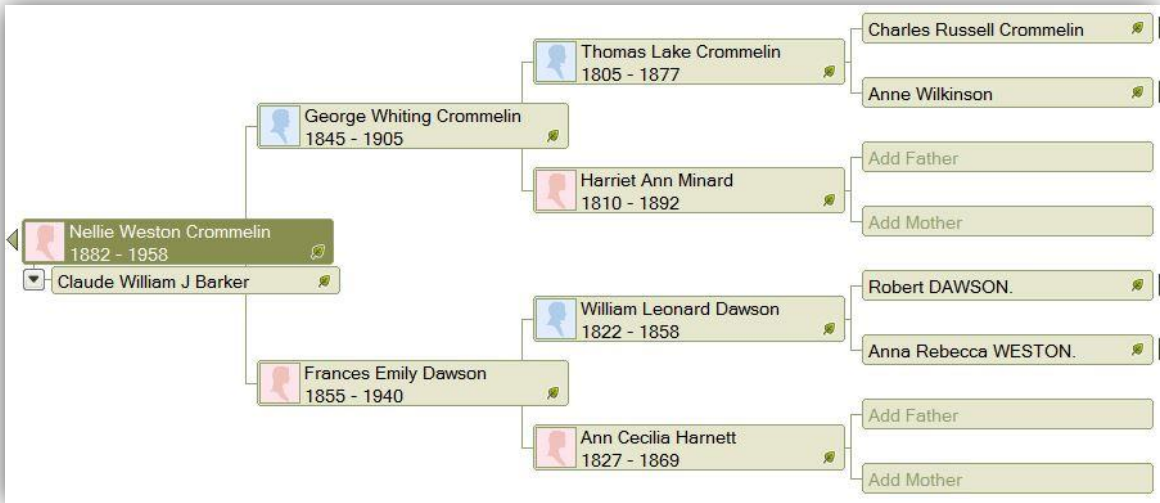 Charles Russell Crommelin
Thomas Lake Crommelin
1805 - 1877
Anne Wilkinson
George Whiting Crommelin
1845 - 1905
Add Father
Harriet Ann Minard
1810 - 1892
Add Mother
Nellie Weston Crommelin
1882 - 1958
Claude William J Barker
Robert DAWSON.
William Leonard Dawson
1822 - 1858
Anna Rebecca WESTON.
Frances Emily Dawson
1855 - 1940
Add Father
Ann Cecilia Harnett
1827 - 1869
Add Mother